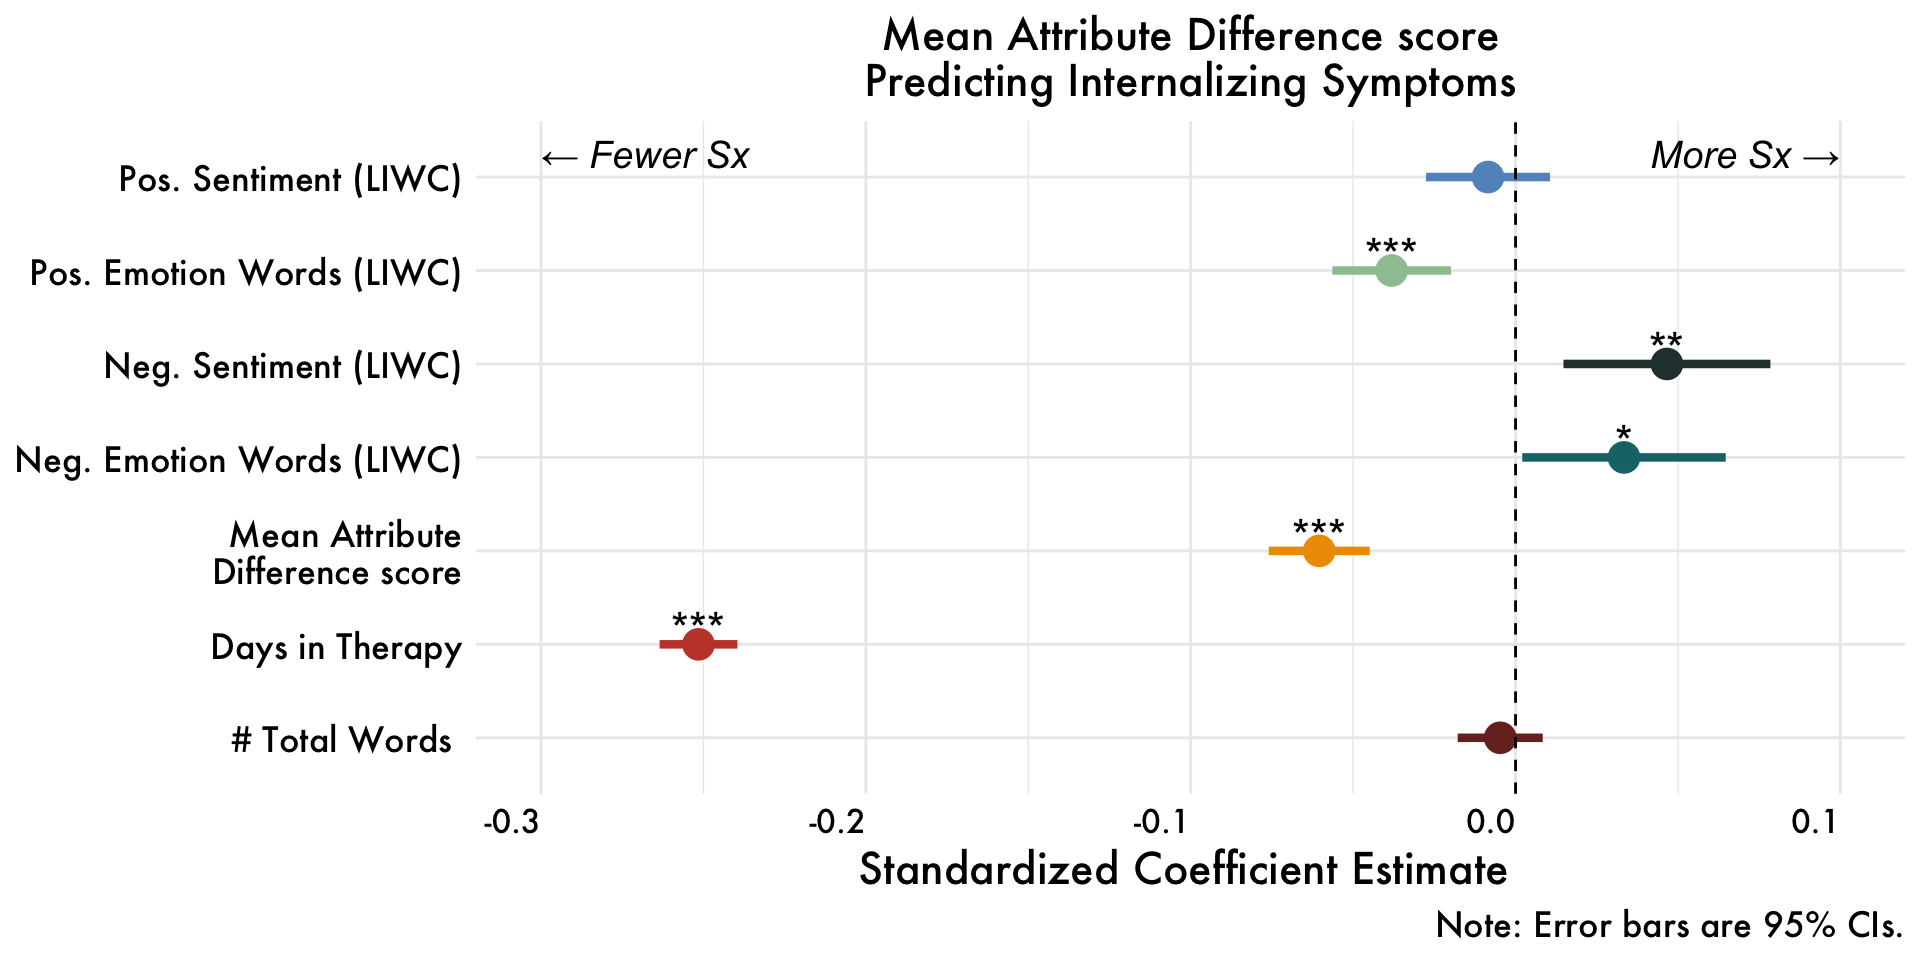 Mean Attribute Difference score
Predicting Internalizing Symptoms
← Fewer Sx
More Sx →
Pos. Sentiment (LIWC)
***
Pos. Emotion Words (LIWC)
**
Neg. Sentiment (LIWC)
*
Neg. Emotion Words (LIWC)
***
Mean Attribute
Difference score
***
Days in Therapy
# Total Words
-0.3
-0.2
-0.1
0.0
0.1
Standardized Coefficient Estimate
Note: Error bars are 95% CIs.